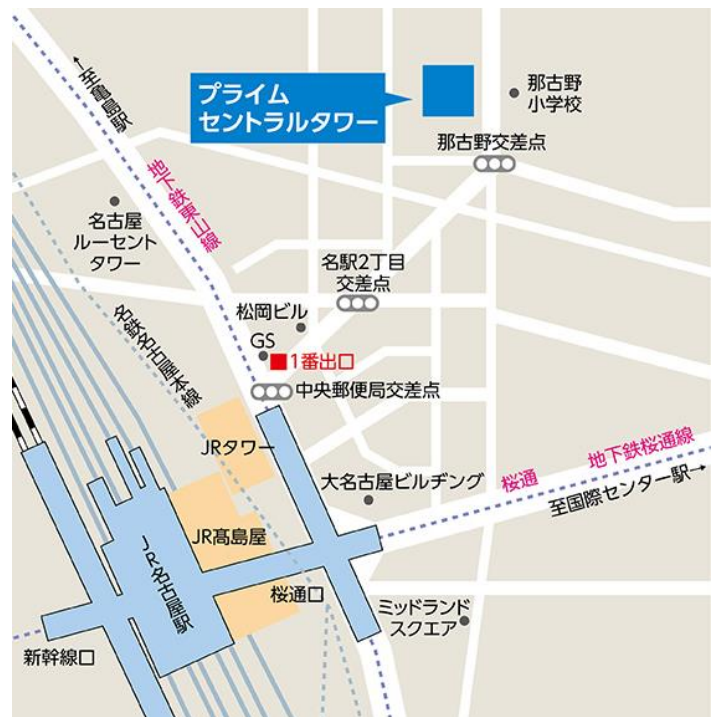 プライム
セントラルタワー
那古野
小学校
那古野交差点
←至亀島駅
地下鉄東山線
名古屋
ルーセント
タワー
名駅2丁目
交差点
松岡ビル
GS
1番出口
名鉄名古屋本線
中央郵便局交差点
JRタワー
大名古屋ビルヂング
桜通
地下鉄桜通線
至国際センター駅→
JR髙島屋
JR名古屋駅
桜通口
ミッドランド
スクエア
新幹線口